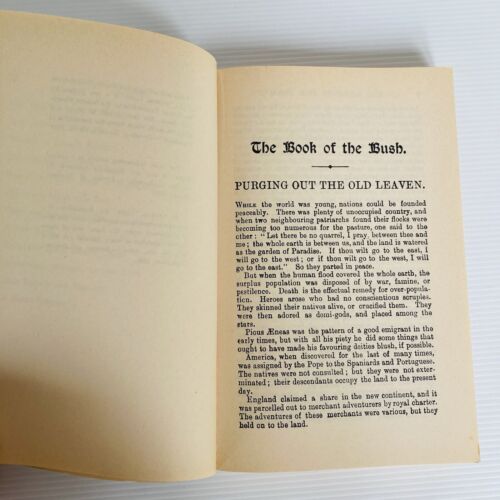 The Book of the Bush.
PURGING OUT THE OLD LEAVEN.
WHILE the world was young, nations could be founded
peaceably. There was plenty of unoccupied country, and
when two neighbouring patriarchs found their flocks were
becoming too numerous for the pasture, one said to the
other: "Let there be no quarrel, I pray, between thee and
me; the whole earth is between us, and the land is watered
as the garden of Paradise. If thou wilt go to the east, I
will go to the west; or if thou wilt go to the west, I will
go to the east." So they parted in peace.
But when the human flood covered the whole earth, the
surplus population was disposed of by war, famine, or
pestilence. Death is the effectual remedy for over-popula-
tion. Heroes arose who had no conscientious scruples.
They skinned their natives alive, or crucified them. They
were then adored as demi-gods, and placed among the
stars.
Pious Æneas was the pattern of a good emigrant in the
early times, but with all his piety he did some things that
ought to have made his favouring deities blush, if possible.
America, when discovered for the last of many times,
was assigned by the Pope to the Spaniards and Portuguese.
The natives were not consulted; but they were not exter-
minated; their descendants occupy the land to the present
day.
England claimed a share in the new continent, and it
was parcelled out to merchant adventurers by royal charter.
The adventures of these merchants were various, but they
held on to the land.